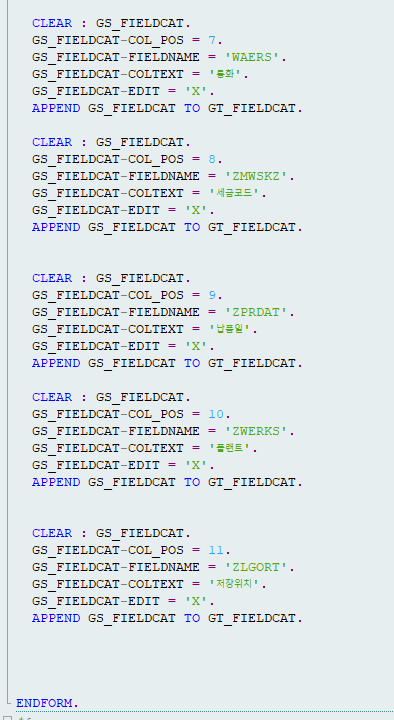 CLEAR : GS_FIELDCAT.
GS_FIELDCAT-COL_POS = 7.
GS_FIELDCAT-FIELDNAME = 'WAERS'.
GS_FIELDCAT-COLTEXT = '통화'.
GS_FIELDCAT-EDIT = 'X'.
APPEND GS_FIELDCAT TO GT_FIELDCAT.
CLEAR : GS_FIELDCAT.
GS_FIELDCAT-COL_POS = 8.
GS_FIELDCAT-FIELDNAME = 'ZMWSKZ'.
GS_FIELDCAT-COLTEXT = '세금코드'.
GS_FIELDCAT-EDIT = 'X'.
APPEND GS_FIELDCAT TO GT_FIELDCAT.
CLEAR : GS_FIELDCAT.
GS_FIELDCAT-COL_POS = 9.
GS_FIELDCAT-FIELDNAME = 'ZPRDAT'.
GS_FIELDCAT-COLTEXT = '납품일'.
GS_FIELDCAT-EDIT = 'X'.
APPEND GS_FIELDCAT TO GT_FIELDCAT.
CLEAR : GS_FIELDCAT.
GS_FIELDCAT-COL_POS = 10.
GS_FIELDCAT-FIELDNAME = 'ZWERKS'.
GS_FIELDCAT-COLTEXT = '플랜트'.
GS_FIELDCAT-EDIT = 'X'.
APPEND GS_FIELDCAT TO GT_FIELDCAT.
CLEAR : GS_FIELDCAT.
GS_FIELDCAT-COL_POS = 11.
GS_FIELDCAT-FIELDNAME = 'ZLGORT'.
GS_FIELDCAT-COLTEXT = '저장위치'.
GS_FIELDCAT-EDIT = 'X'.
APPEND GS_FIELDCAT TO GT_FIELDCAT.
ENDFORM.